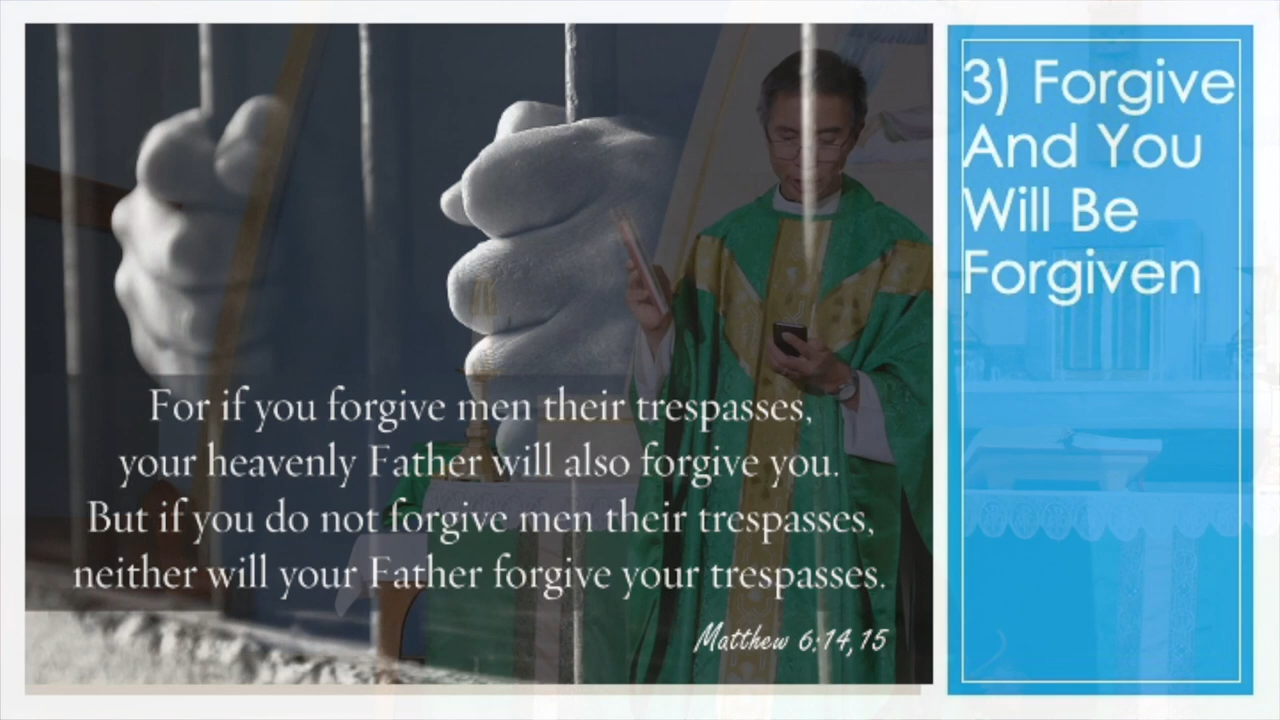 For if you forgive men their trespasses,
your heavenly Father will also forgive you.
But if you do not forgive men their trespasses,
neither will your Father forgive your trespasses.
Matthew 6:14,15
3) Forgive
And You
Will Be
Forgiven